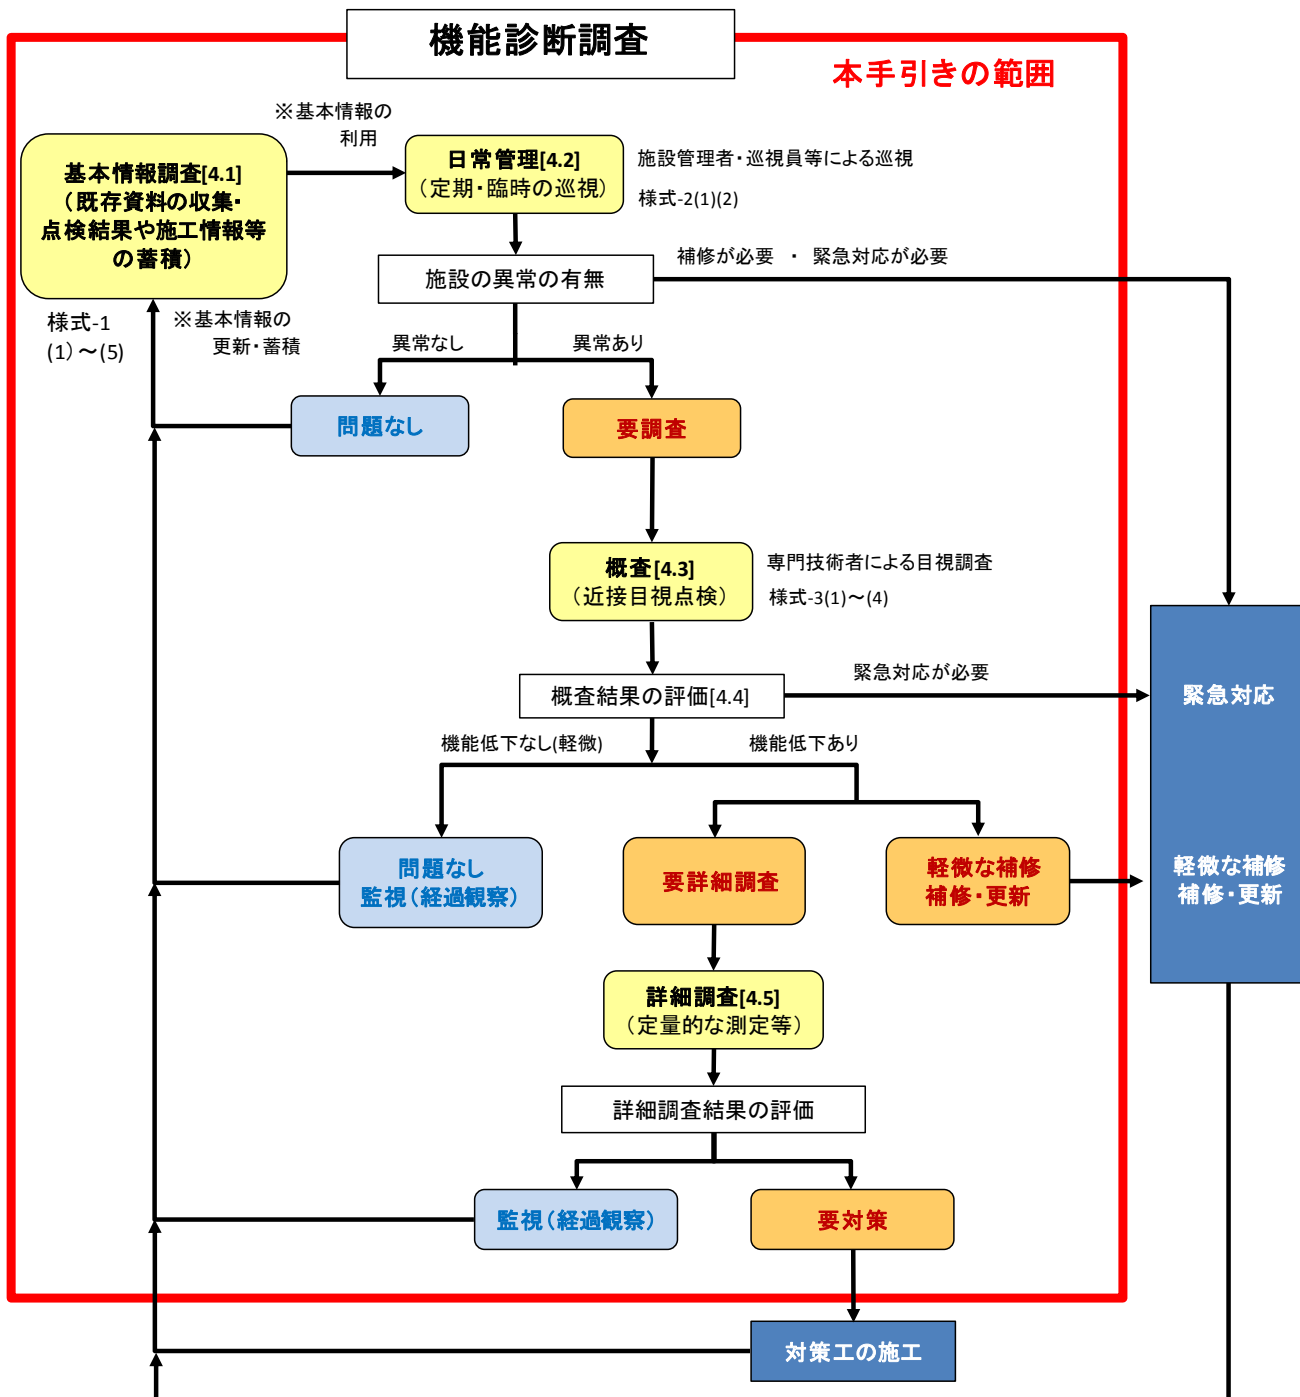 機能診断調査
本手引きの範囲
※基本情報の
利用
基本情報調査[4.1]
（既存資料の収集・
点検結果や施工情報等
の蓄積）
日常管理[4.2]
（定期・臨時の巡視）
施設管理者・巡視員等による巡視
様式-2(1)(2)
施設の異常の有無
補修が必要 ・ 緊急対応が必要
様式-1
(1)～(5)
※基本情報の
更新・蓄積
異常なし
異常あり
問題なし
要調査
概査[4.3]
（近接目視点検）
専門技術者による目視調査
様式-3(1)～(4)
概査結果の評価[4.4]
緊急対応が必要
緊急対応
機能低下なし(軽微)
機能低下あり
問題なし
監視（経過観察）
要詳細調査
軽微な補修
補修・更新
軽微な補修
補修・更新
詳細調査[4.5]
（定量的な測定等）
詳細調査結果の評価
監視（経過観察）
要対策
対策工の施工